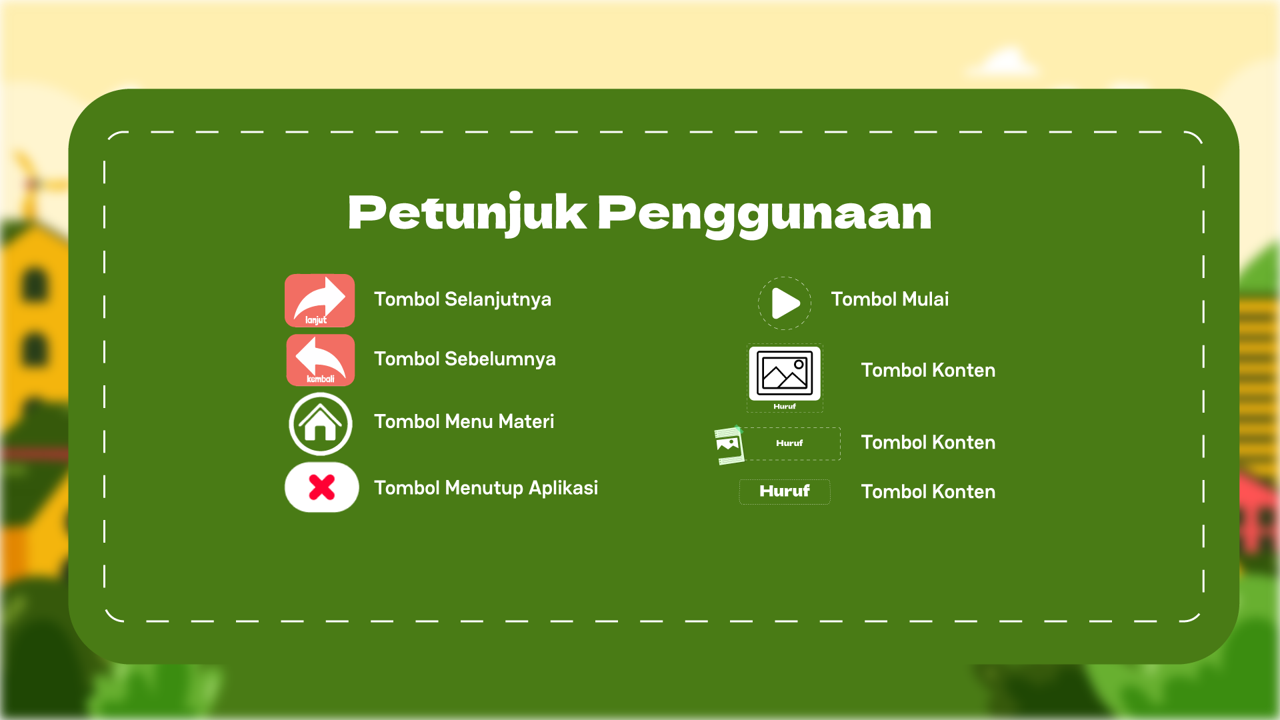 Petunjuk Penggunaan
lanjut
Tombol Selanjutnya
kumbali
Tombol Sebelumnya
Tombol Menu Materi
Tombol Menutup Aplikasi
Tombol Mulai
Huruf
Tombol Konten
Huruf
Tombol Konten
Huruf
Tombol Konten